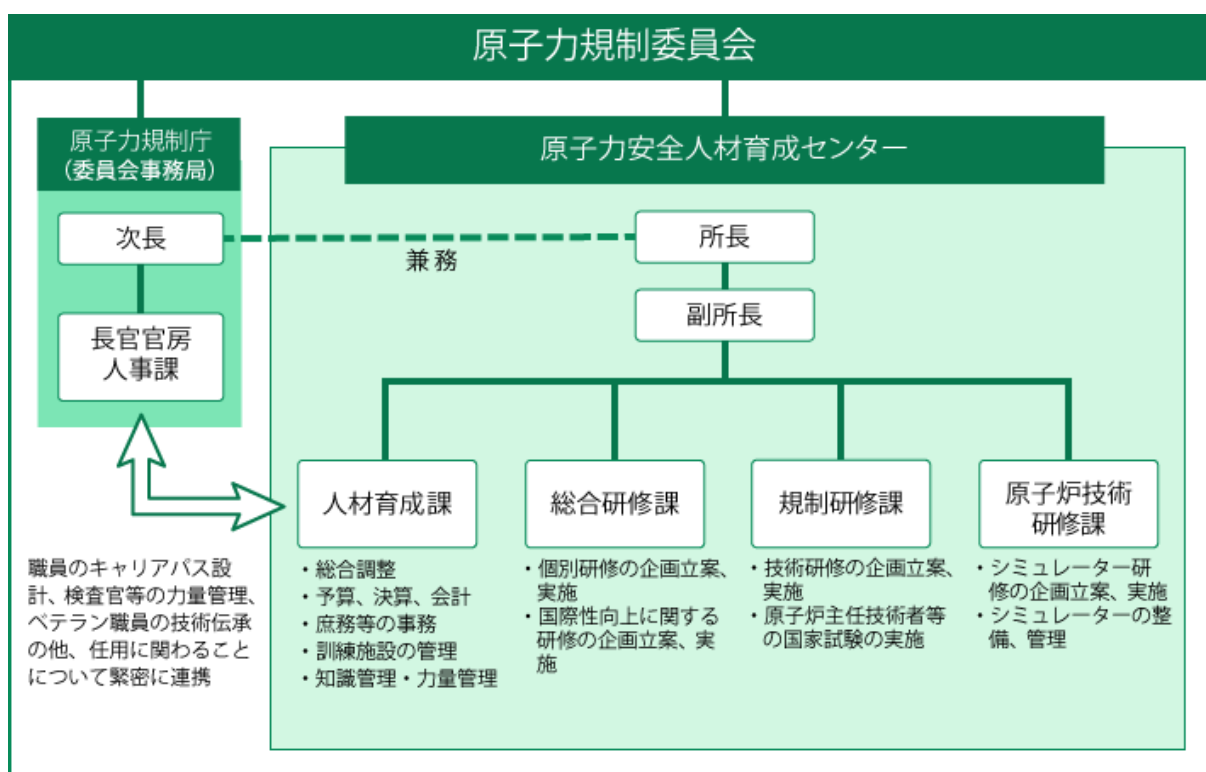 原子力規制委員会
原子力規制庁
（委員会事務局）
次長
長官官房
人事課
兼務
原子力安全人材育成センター
所長
副所長
人材育成課
・総合調整
・予算、決算、会計
・庶務等の事務
・訓練施設の管理
・知識管理・力量管理
総合研修課
・個別研修の企画立案、
実施
・国際性向上に関する
研修の企画立案、実
施
規制研修課
・技術研修の企画立案、
実施
・原子炉主任技術者等
の国家試験の実施
原子炉技術
研修課
・シミュレーター研
修の企画立案、実施
・シミュレーターの整
備、管理
職員のキャリアパス設
計、検査官等の力量管理、
ベテラン職員の技術伝承
の他、任用に関わること
について緊密に連携